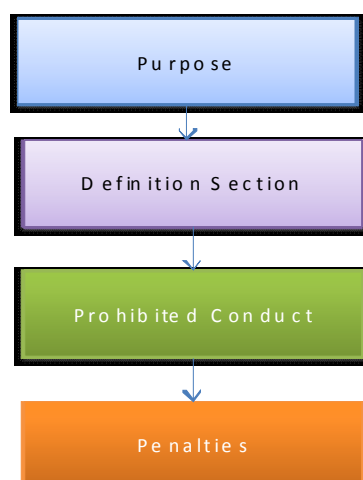 Purpose
Definition Section
Prohibited Conduct
Penalties